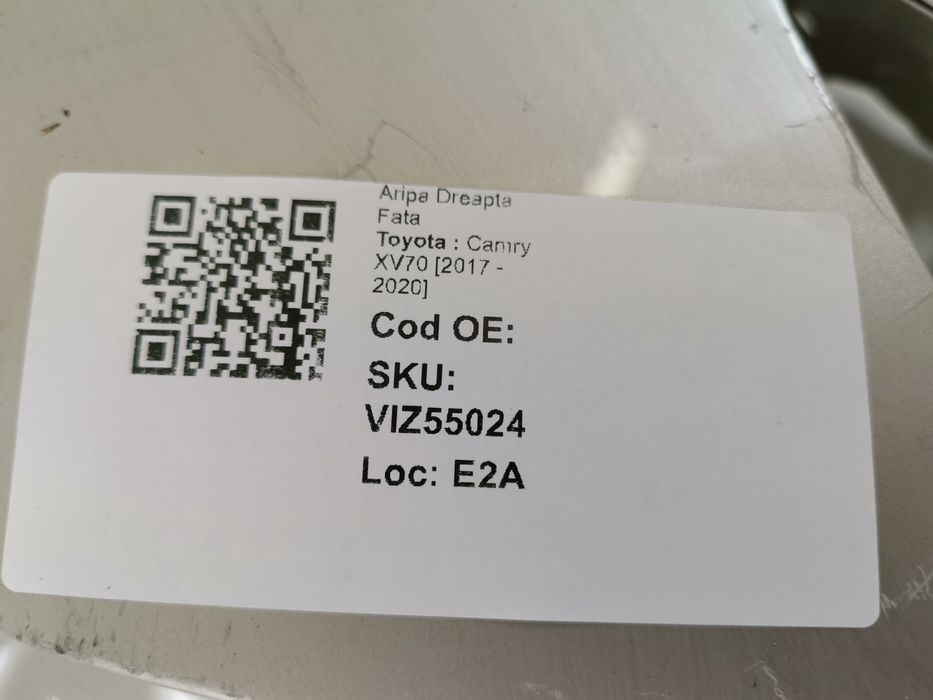 Aripa Dreapta
Fata
Toyota : Camry
XV70 [2017 -
2020]
Cod OE:
SKU:
VIZ55024
Loc: E2A